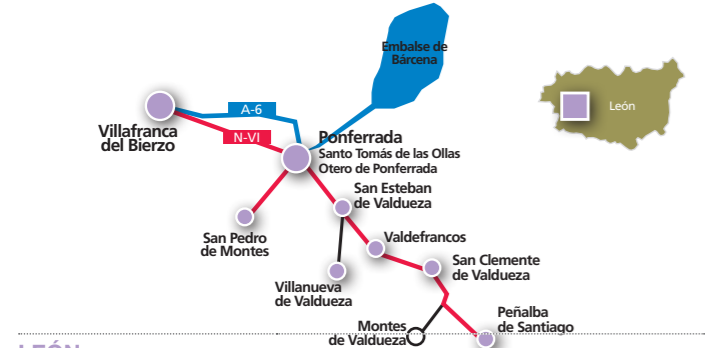 Embalse de
Bárcena
A-6
León
Villafranca
del Bierzo
N-VI
Ponferrada
Santo Tomás de las Ollas
Otero de Ponferrada
San Esteban
de Valdueza
San Pedro
de Montes
Valdefrancos
San Clemente
de Valdueza
Villanueva
de Valdueza
Peñalba
de Santiago
Montes
de Valdueza
LEÓN